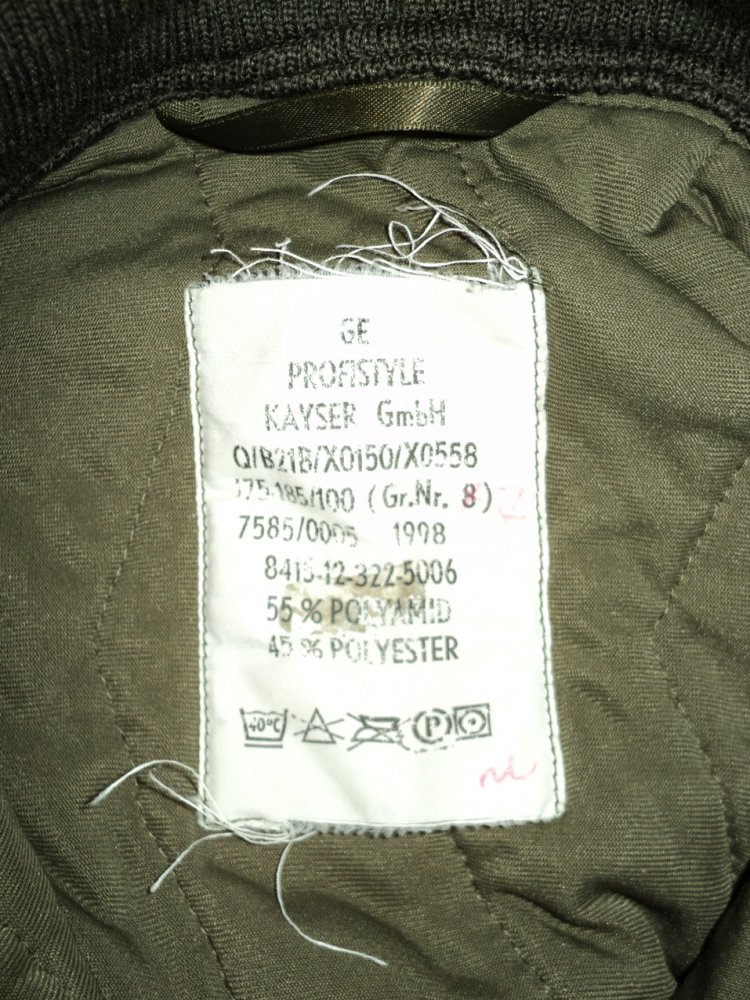 GE
PROFISTYLE
KAYSER GmbH
Q/B21B/X0150/X0558
175-185/100 (Gr.Nr. 8)
7585/0005 1998
8415-12-322-5006
55 % POLYAMID
45 % POLYESTER
40°C P